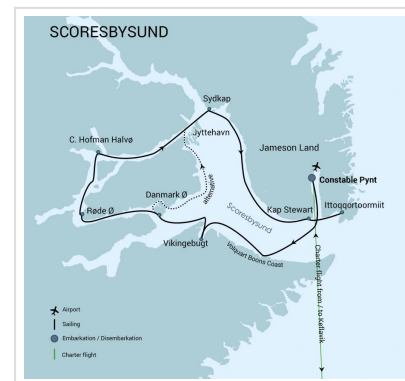 SCORESBYSUND
Sydkap
Jyttehavn
C. Hofman Halvø
Jameson Land
Constable Pynt
alternative
Danmark Ø
Scoresbysund
Kap Stewart
Ittoqqortoormiit
Røde Ø
Vikingebugt
Volquart Boons Coast
Charter flight from / to Keflavik
Airport
Sailing
Embarkation / Disembarkation
Charter flight